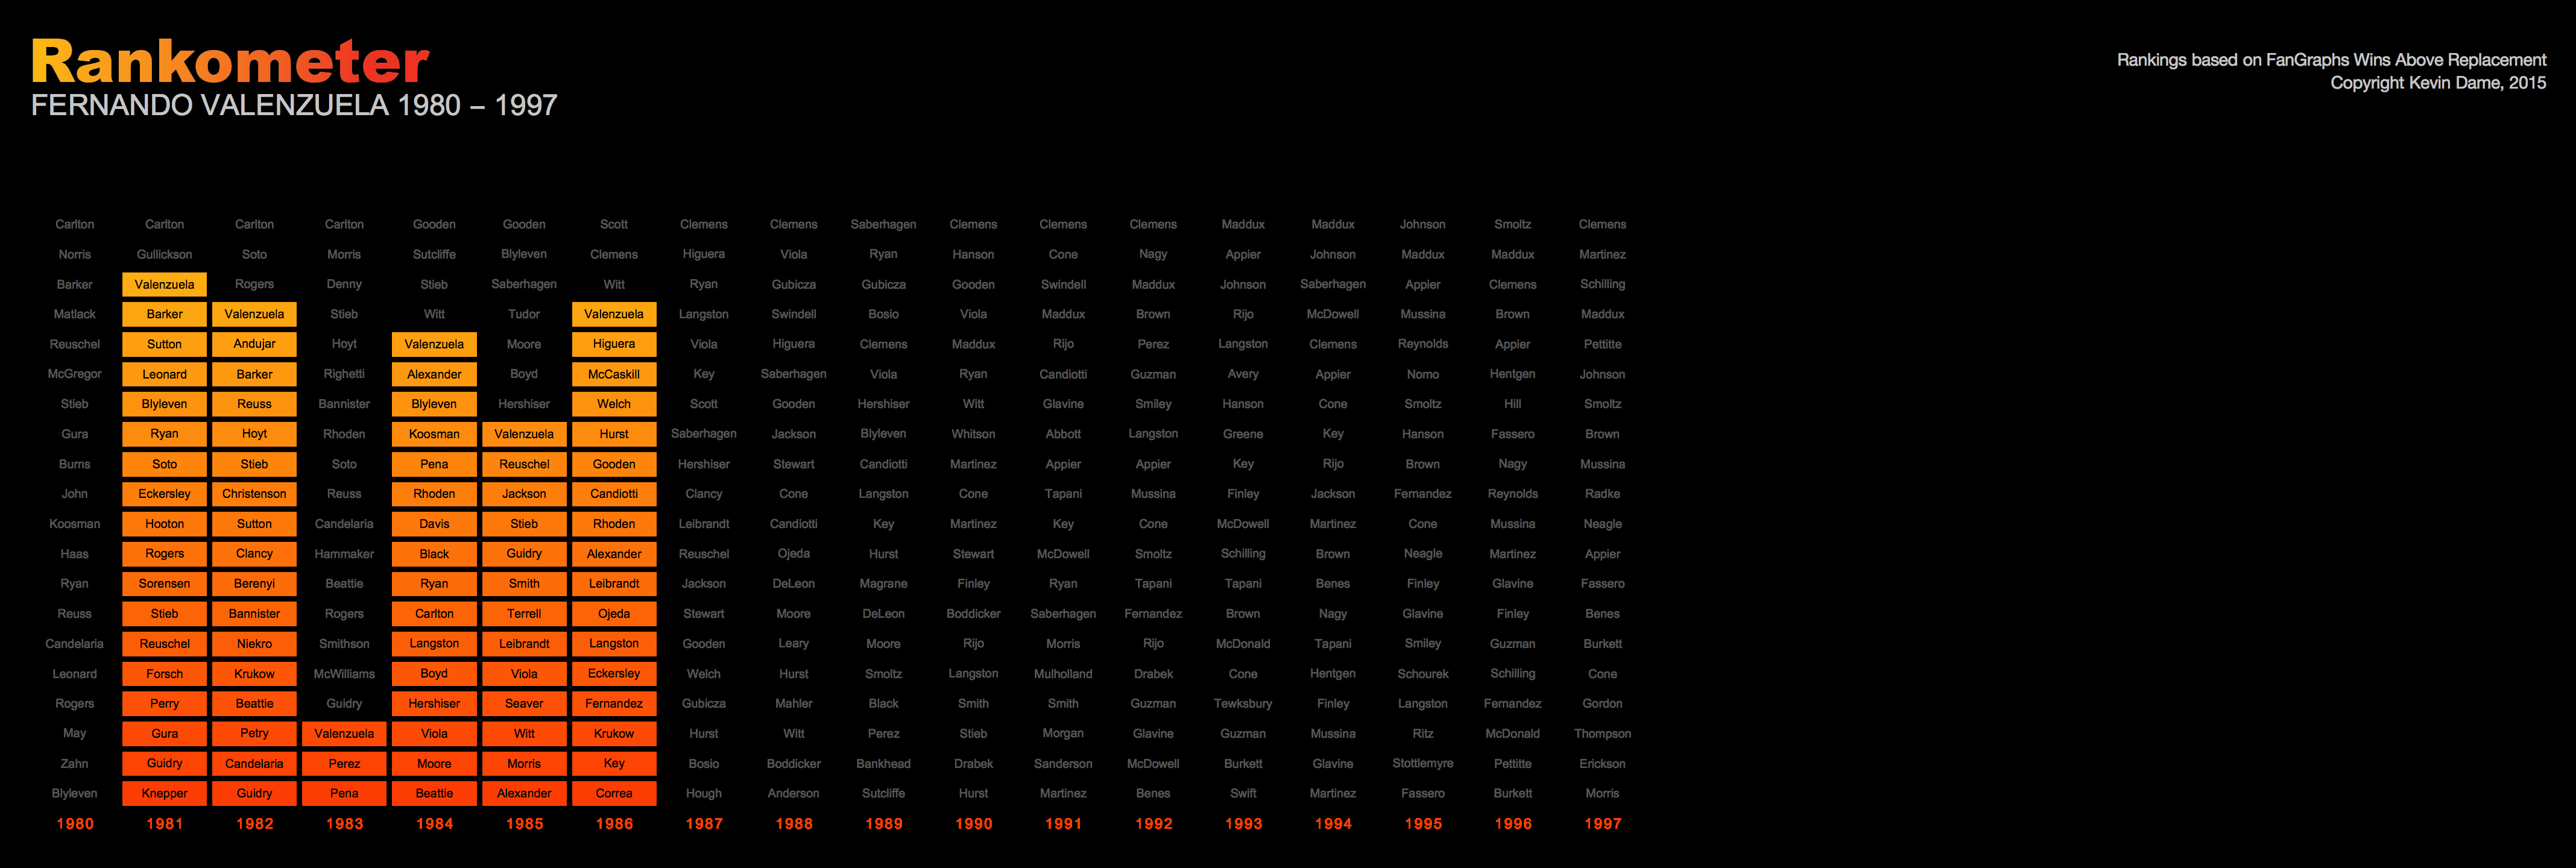 Rankometer
FERNANDO VALENZUELA 1980 – 1997
Rankings based on FanGraphs Wins Above Replacement
Copyright Kevin Dame, 2015
Carlton Carlton Carlton Carlton Gooden Gooden Scott Clemens Clemens Saberhagen Clemens Clemens Clemens Maddux Maddux Johnson Smoltz Clemens
Norris Gullickson Soto Morris Sutcliffe Blyleven Clemens Higuera Viola Ryan Hanson Cone Nagy Appier Johnson Maddux Maddux Martinez
Barker Valenzuela Rogers Denny Stieb Saberhagen Witt Ryan Gubicza Gubicza Gooden Swindell Maddux Johnson Saberhagen Appier Clemens Schilling
Matlack Barker Valenzuela Stieb Witt Tudor Valenzuela Langston Swindell Bosio Viola Maddux Brown Rijo McDowell Mussina Brown Maddux
Reuschel Sutton Andujar Hoyt Valenzuela Moore Higuera Viola Higuera Clemens Maddux Rijo Perez Langston Clemens Reynolds Appier Pettitte
McGregor Leonard Barker Righetti Alexander Boyd McCaskill Key Saberhagen Viola Ryan Candiotti Guzman Avery Appier Nomo Hentgen Johnson
Stieb Blyleven Reuss Bannister Blyleven Hershiser Welch Scott Gooden Hershiser Witt Glavine Smiley Hanson Cone Smoltz Hill Smoltz
Gura Ryan Hoyt Rhoden Koosman Valenzuela Hurst Saberhagen Jackson Blyleven Whitson Abbott Langston Greene Key Hanson Fassero Brown
Burns Soto Stieb Soto Pena Reuschel Gooden Hershiser Stewart Candiotti Martinez Appier Appier Key Rijo Brown Nagy Mussina
John Eckersley Christenson Reuss Rhoden Jackson Candiotti Clancy Cone Langston Cone Tapani Mussina Finley Jackson Fernandez Reynolds Radke
Koosman Hooton Sutton Candelaria Davis Stieb Rhoden Leibrandt Candiotti Key Martinez Key Cone McDowell Martinez Cone Mussina Neagle
Haas Rogers Clancy Hammaker Black Guidry Alexander Reuschel Ojeda Hurst Stewart McDowell Smoltz Schilling Brown Neagle Martinez Appier
Ryan Sorensen Berenyi Beattie Ryan Smith Leibrandt Jackson DeLeon Magrane Finley Ryan Tapani Tapani Benes Finley Glavine Fassero
Reuss Stieb Bannister Rogers Carlton Terrell Ojeda Stewart Moore DeLeon Boddicker Saberhagen Fernandez Brown Nagy Glavine Finley Benes
Candelaria Reuschel Niekro Smithson Langston Leibrandt Langston Gooden Leary Moore Rijo Morris Rijo McDonald Tapani Smiley Guzman Burkett
Leonard Forsch Krukow McWilliams Boyd Viola Eckersley Welch Hurst Smoltz Langston Mulholland Drabek Cone Hentgen Schourek Schilling Cone
Rogers Perry Beattie Guidry Hershiser Seaver Fernandez Gubicza Mahler Black Smith Smith Guzman Tewksbury Finley Langston Fernandez Gordon
May Gura Petry Valenzuela Viola Witt Krukow Hurst Witt Perez Stieb Morgan Glavine Guzman Mussina Ritz McDonald Thompson
Zahn Guidry Candelaria Perez Moore Morris Key Bosio Boddicker Bankhead Drabek Sanderson McDowell Burkett Glavine Stottlemyre Pettitte Erickson
Blyleven Knepper Guidry Pena Beattie Alexander Correa Hough Anderson Sutcliffe Hurst Martinez Benes Swift Martinez Fassero Burkett Morris
1980 1981 1982 1983 1984 1985 1986 1987 1988 1989 1990 1991 1992 1993 1994 1995 1996 1997